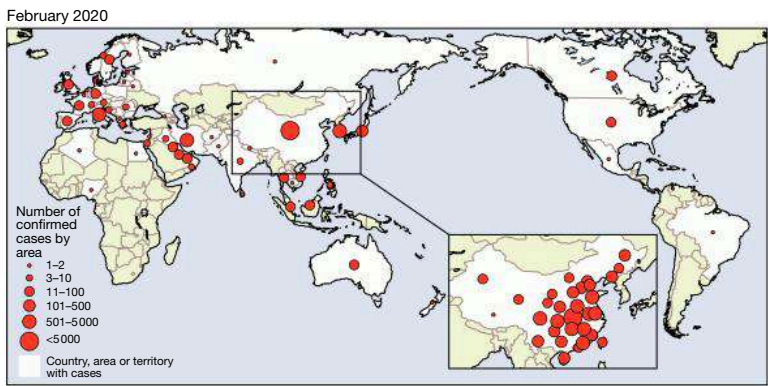 February 2020
Number of
confirmed
cases by
area
1–2
3–10
11–100
101–500
501–5000
<5000
Country, area or territory
with cases